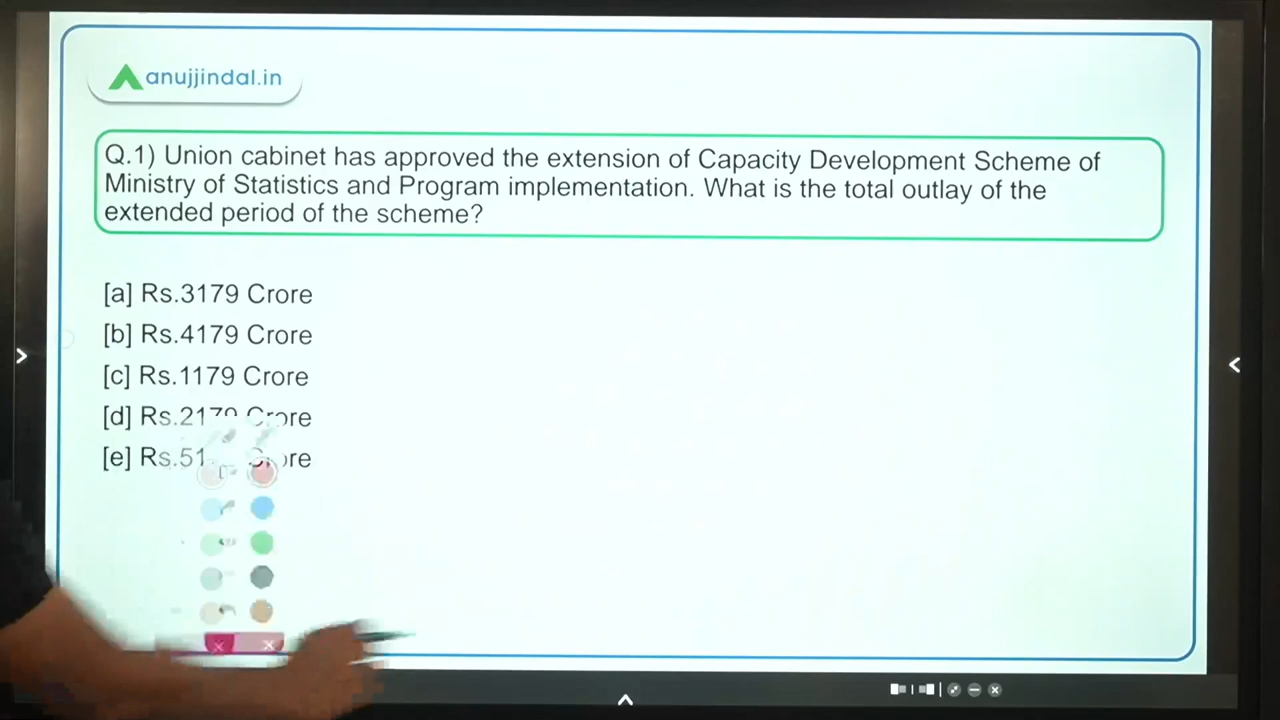 anujjindal.in
Q.1) Union cabinet has approved the extension of Capacity Development Scheme of
Ministry of Statistics and Program implementation. What is the total outlay of the
extended period of the scheme?
[a] Rs.3179 Crore
[b] Rs.4179 Crore
[c] Rs.1179 Crore
[d] Rs.2179 Crore
[e]